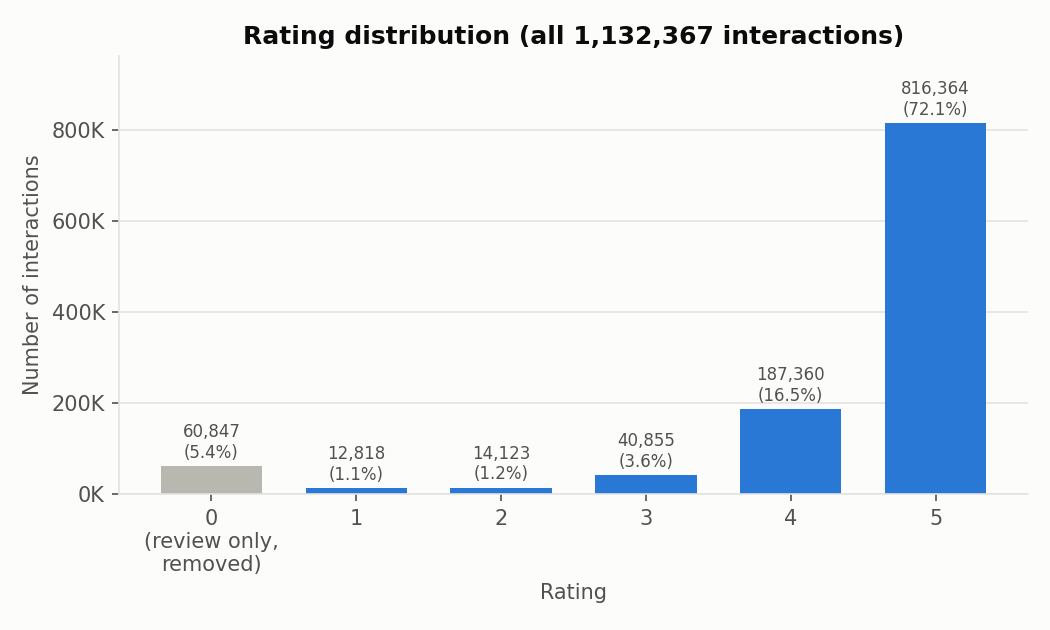 Rating distribution (all 1,132,367 interactions)
Number of interactions
800K
600K
400K
200K
0K
60,847
(5.4%)
12,818
(1.1%)
14,123
(1.2%)
40,855
(3.6%)
187,360
(16.5%)
816,364
(72.1%)
0
(review only,
removed)
1
2
3
4
5
Rating